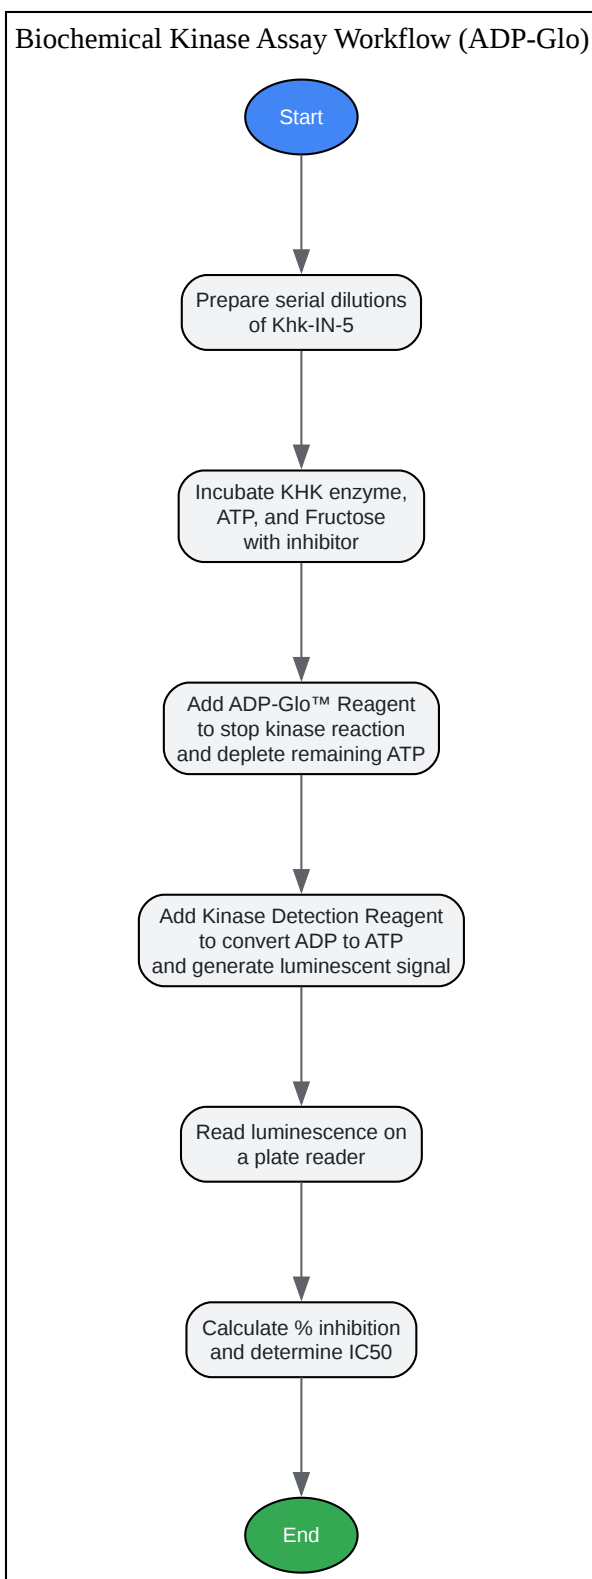 Biochemical Kinase Assay Workflow (ADP-Glo)
Start
Prepare serial dilutions
of Khk-IN-5
Incubate KHK enzyme,
ATP, and Fructose
with inhibitor
Add ADP-Glo™ Reagent
to stop kinase reaction
and deplete remaining ATP
Add Kinase Detection Reagent
to convert ADP to ATP
and generate luminescent signal
Read luminescence on
a plate reader
Calculate % inhibition
and determine IC50
End